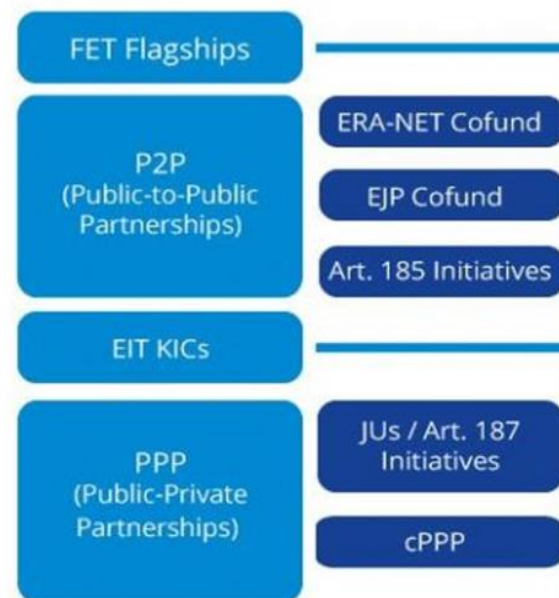 FET Flagships
P2P
(Public-to-Public
Partnerships)
ERA-NET Cofund
EJP Cofund
Art. 185 Initiatives
EIT KICs
PPP
(Public-Private
Partnerships)
JUs / Art. 187
Initiatives
cPPP